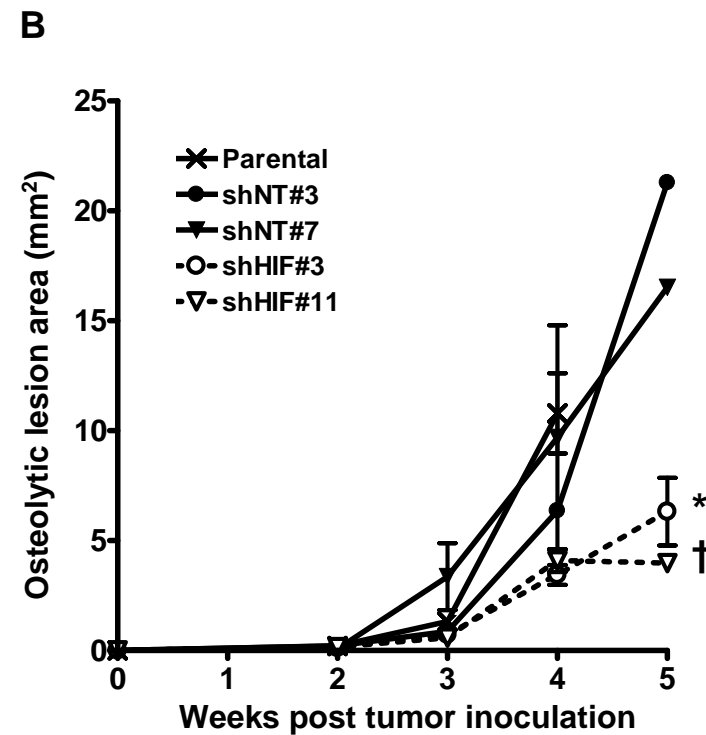 B
25
20
15
10
5
0
Osteolytic lesion area (mm²)
Parental
shNT#3
shNT#7
shHIF#3
shHIF#11
*
†
0 1 2 3 4 5
Weeks post tumor inoculation